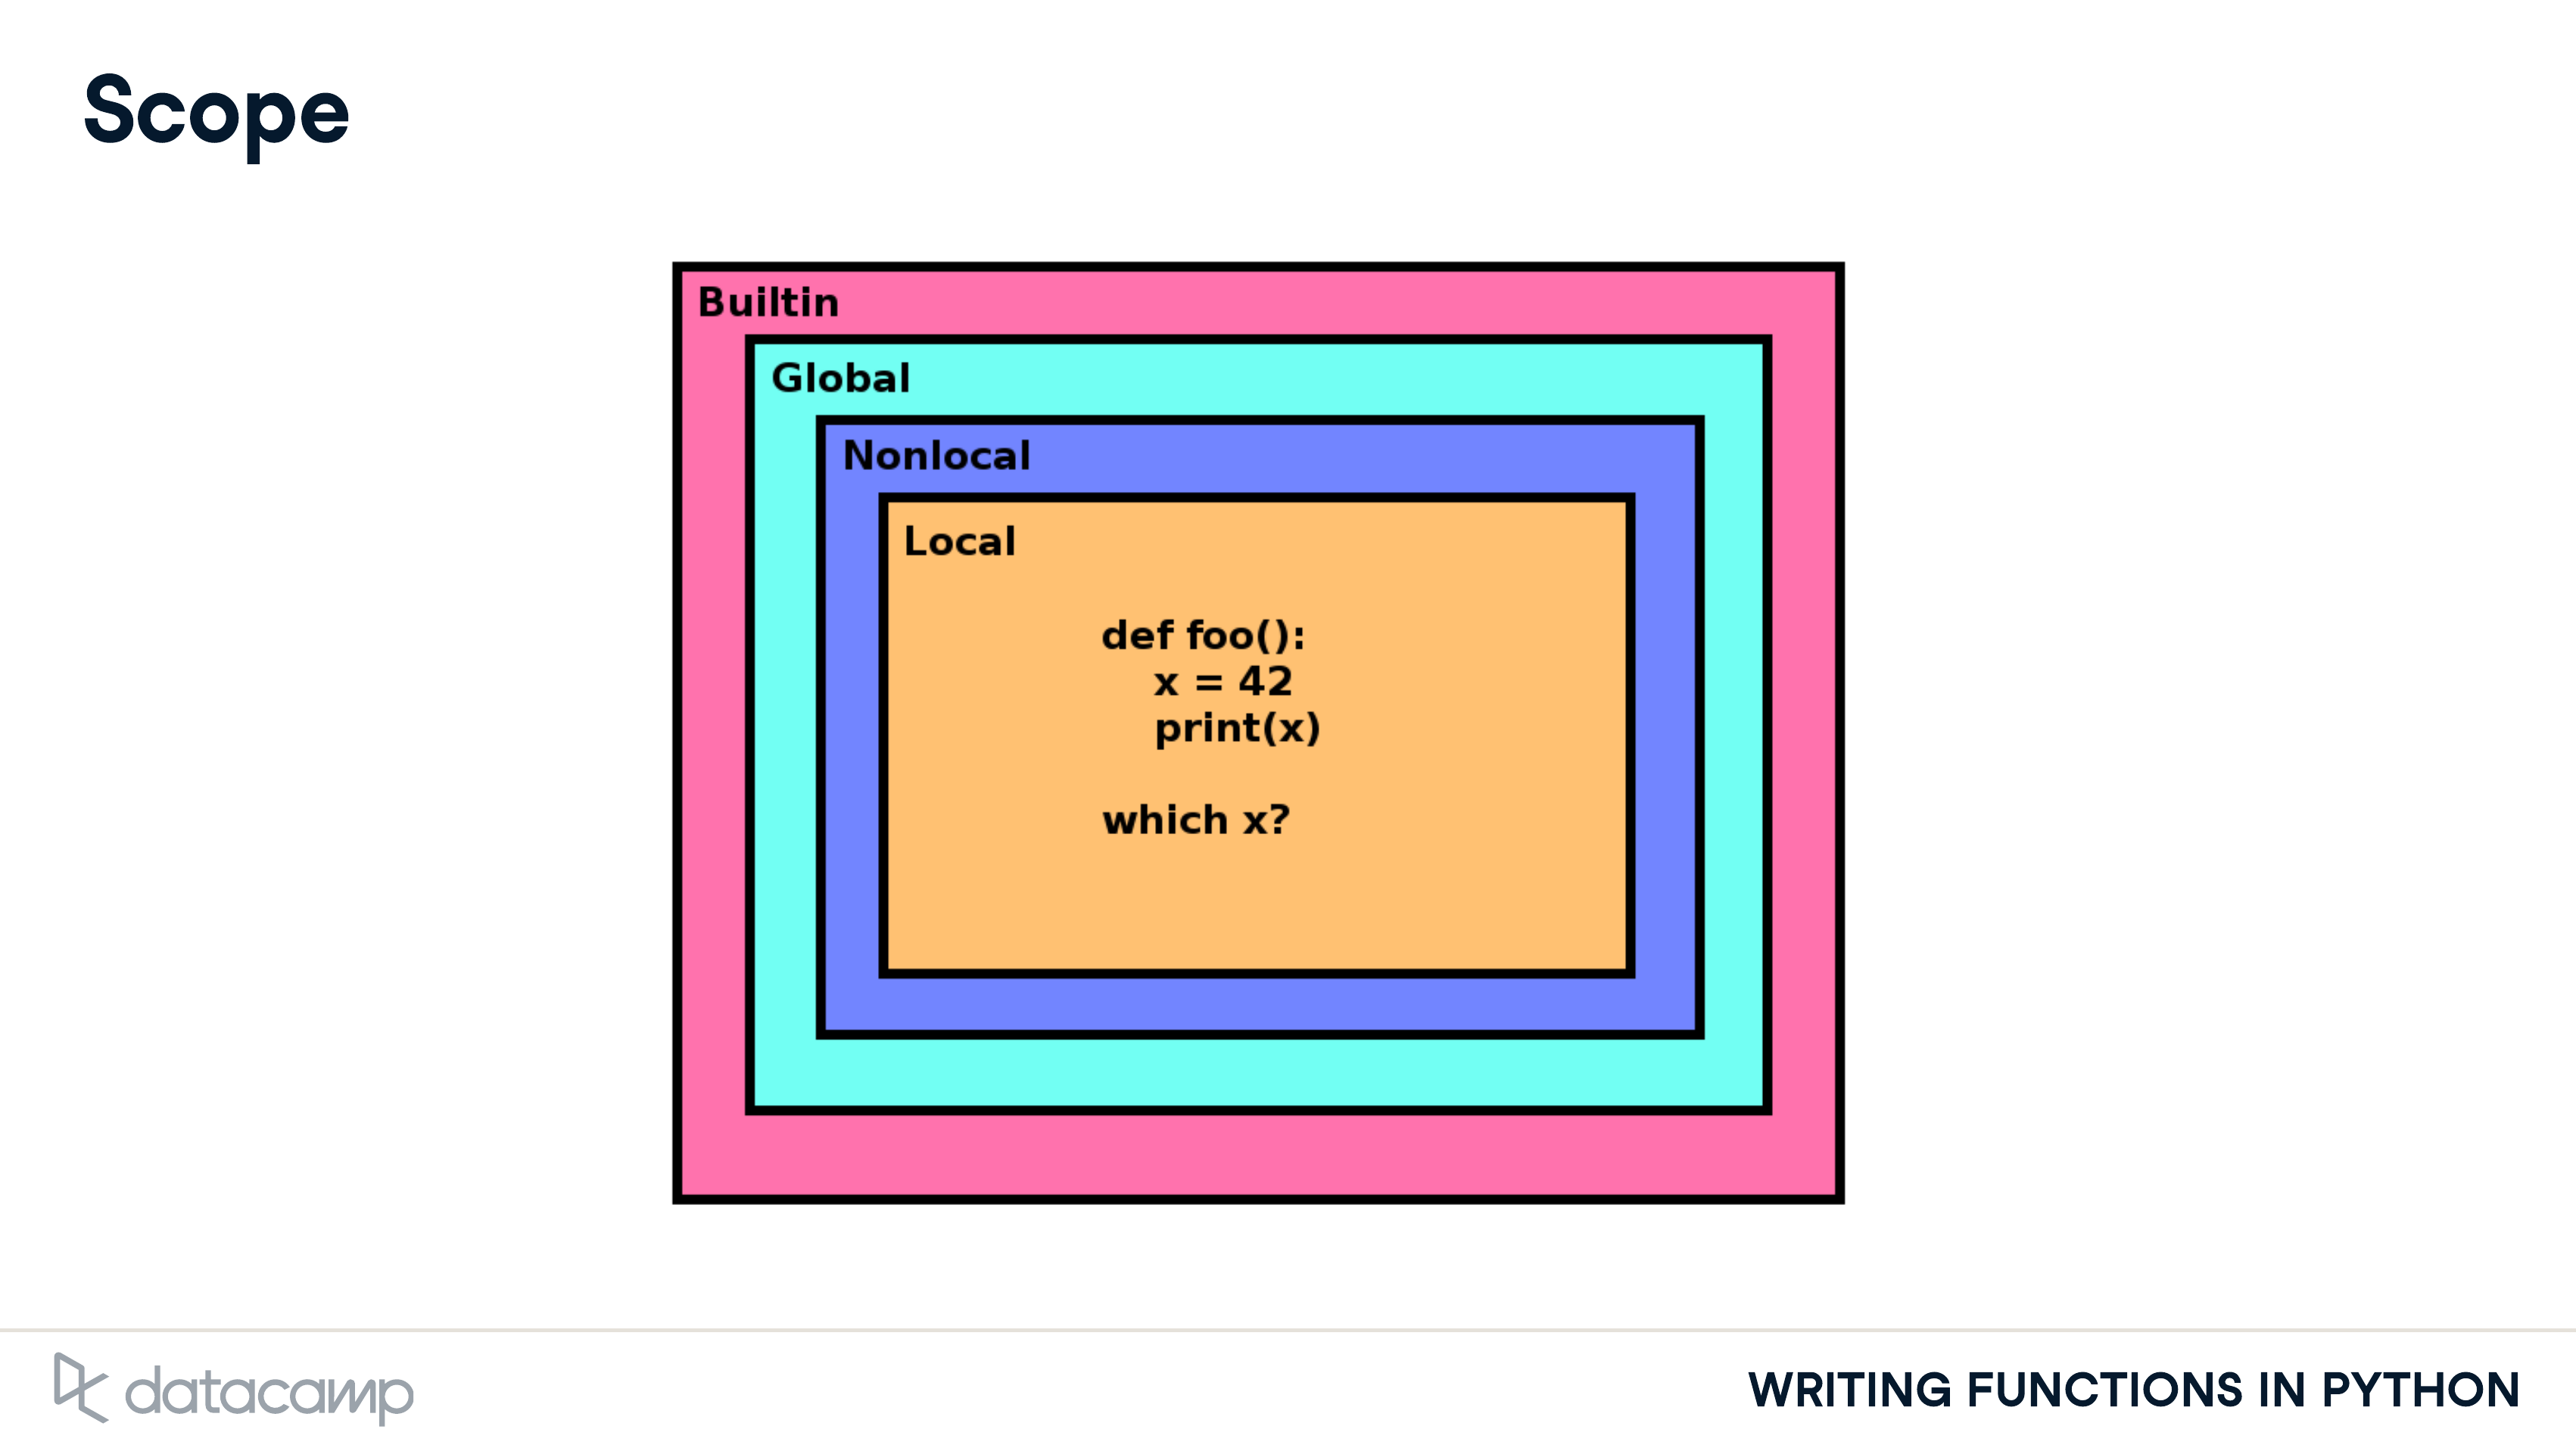 Scope
Builtin
Global
Nonlocal
Local
def foo():
x = 42
print(x)
which x?
datacamp
WRITING FUNCTIONS IN PYTHON